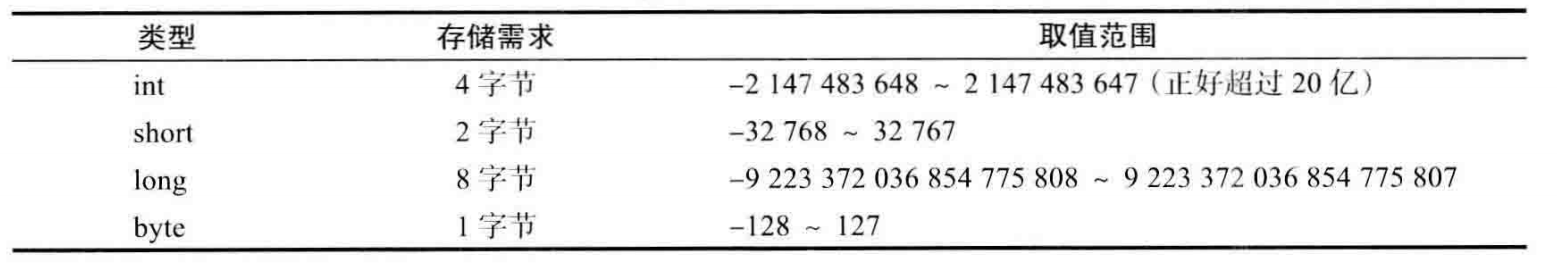 类型 存储需求 取值范围
int 4 字节 –2 147 483 648 ~ 2 147 483 647（正好超过 20 亿）
short 2 字节 –32 768 ~ 32 767
long 8 字节 –9 223 372 036 854 775 808 ~ 9 223 372 036 854 775 807
byte 1 字节 –128 ~ 127